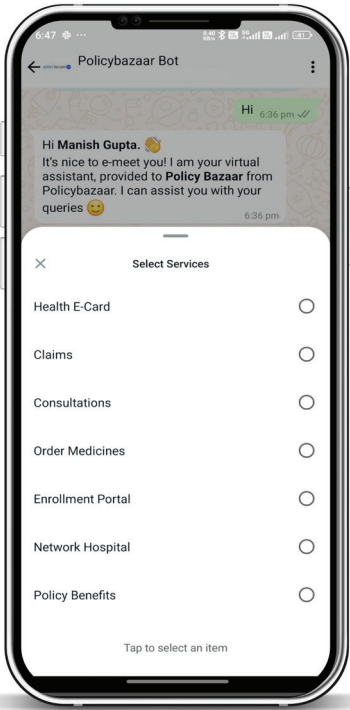 6:47
Policybazaar Bot
Hi 6:36 pm
Hi Manish Gupta. 👋
It's nice to e-meet you! I am your virtual
assistant, provided to Policy Bazaar from
Policybazaar. I can assist you with your
queries 😊
6:36 pm
Select Services
Health E-Card
Claims
Consultations
Order Medicines
Enrollment Portal
Network Hospital
Policy Benefits
Tap to select an item